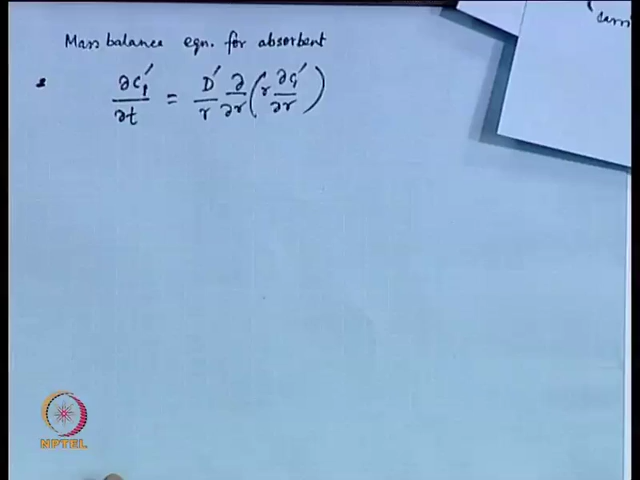 Mass balance eqn. for absorbent
∂C₁′/∂t = D′/r ∂/∂r (r ∂C₁′/∂r)
NPTEL